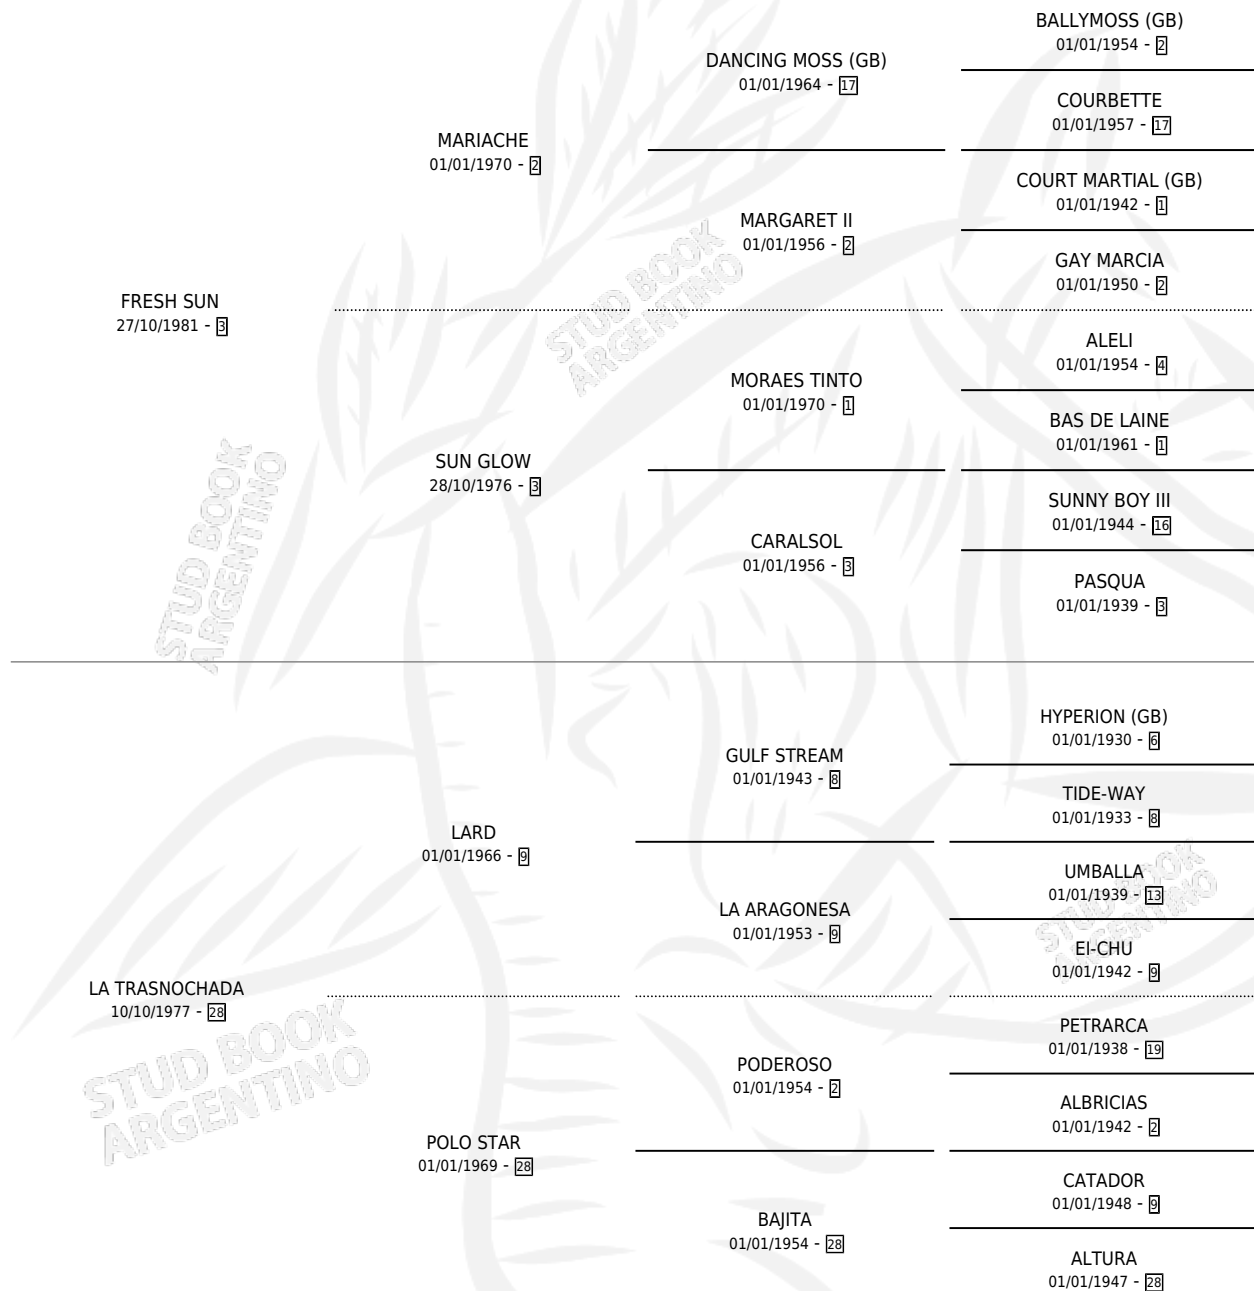 BALLYMOSS (GB)
01/01/1954 - 2
DANCING MOSS (GB)
01/01/1964 - 17
COURBETTE
01/01/1957 - 17
MARIACHE
01/01/1970 - 2
COURT MARTIAL (GB)
01/01/1942 - 1
MARGARET II
01/01/1956 - 2
GAY MARCIA
01/01/1950 - 2
FRESH SUN
27/10/1981 - 3
ALELI
01/01/1954 - 4
MORAES TINTO
01/01/1970 - 1
BAS DE LAINE
01/01/1961 - 1
SUN GLOW
28/10/1976 - 3
SUNNY BOY III
01/01/1944 - 16
CARALSOL
01/01/1956 - 3
PASQUA
01/01/1939 - 3
HYPERION (GB)
01/01/1930 - 6
GULF STREAM
01/01/1943 - 8
TIDE-WAY
01/01/1933 - 8
LARD
01/01/1966 - 9
UMBALLA
01/01/1939 - 13
LA ARAGONESA
01/01/1953 - 9
EI-CHU
01/01/1942 - 9
LA TRASNOCHADA
10/10/1977 - 28
PETRARCA
01/01/1938 - 19
PODEROSO
01/01/1954 - 2
ALBRICIAS
01/01/1942 - 2
POLO STAR
01/01/1969 - 28
CATADOR
01/01/1948 - 9
BAJITA
01/01/1954 - 28
ALTURA
01/01/1947 - 28
STUD BOOK
ARGENTINO
STUD BOOK
ARGENTINO
STUD BOOK
ARGENTINO
STUD BOOK
ARGENTINO